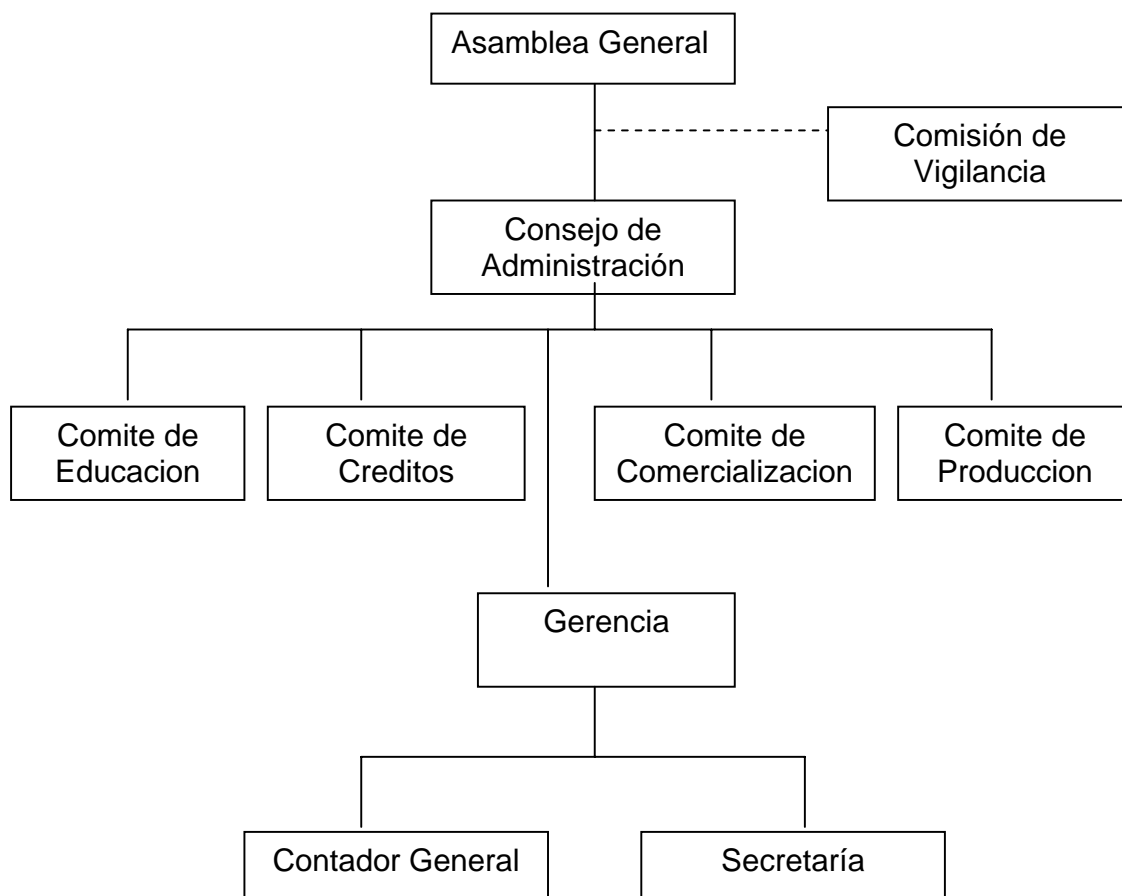 Asamblea General
Comisión de
Vigilancia
Consejo de
Administración
Comite de
Educacion
Comite de
Creditos
Comite de
Comercializacion
Comite de
Produccion
Gerencia
Contador General
Secretaría